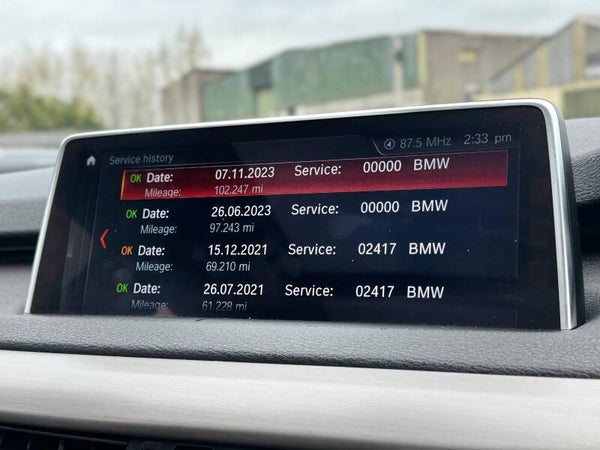 87.5 MHz 2:33 pm
Service history
OK Date: 07.11.2023 Service: 00000 BMW
Mileage: 102.247 mi
OK Date: 26.06.2023 Service: 00000 BMW
Mileage: 97.243 mi
OK Date: 15.12.2021 Service: 02417 BMW
Mileage: 69.210 mi
OK Date: 26.07.2021 Service: 02417 BMW
Mileage: 61.228 mi